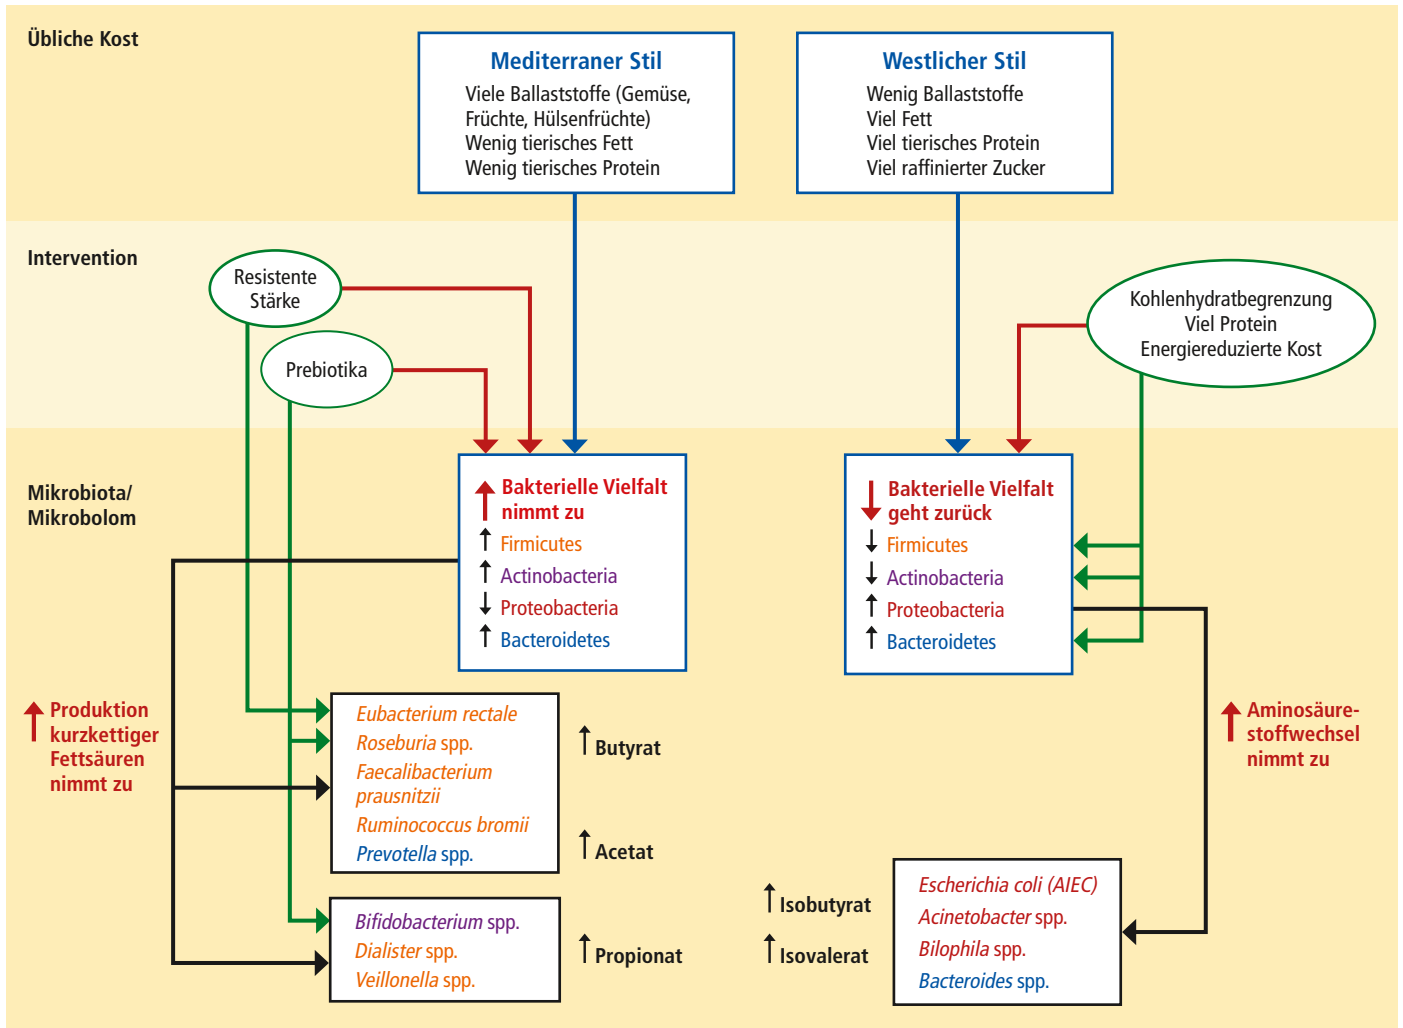 Übliche Kost
Mediterraner Stil
Viele Ballaststoffe (Gemüse,
Früchte, Hülsenfrüchte)
Wenig tierisches Fett
Wenig tierisches Protein
Westlicher Stil
Wenig Ballaststoffe
Viel Fett
Viel tierisches Protein
Viel raffinierter Zucker
Intervention
Resistente
Stärke
Prebiotika
Kohlenhydratbegrenzung
Viel Protein
Energiereduzierte Kost
Mikrobiota/
Mikrobolom
Bakterielle Vielfalt
nimmt zu
Firmicutes
Actinobacteria
Proteobacteria
Bacteroidetes
Bakterielle Vielfalt
geht zurück
Firmicutes
Actinobacteria
Proteobacteria
Bacteroidetes
Produktion
kurzkettiger
Fettsäuren
nimmt zu
Eubacterium rectale
Roseburia spp.
Faecalibacterium
prausnitzii
Ruminococcus bromii
Prevotella spp.
Butyrat
Acetat
Bifidobacterium spp.
Dialister spp.
Veillonella spp.
Propionat
Aminosäure-
stoffwechsel
nimmt zu
Isobutyrat
Isovalerat
Escherichia coli (AIEC)
Acinetobacter spp.
Bilophila spp.
Bacteroides spp.